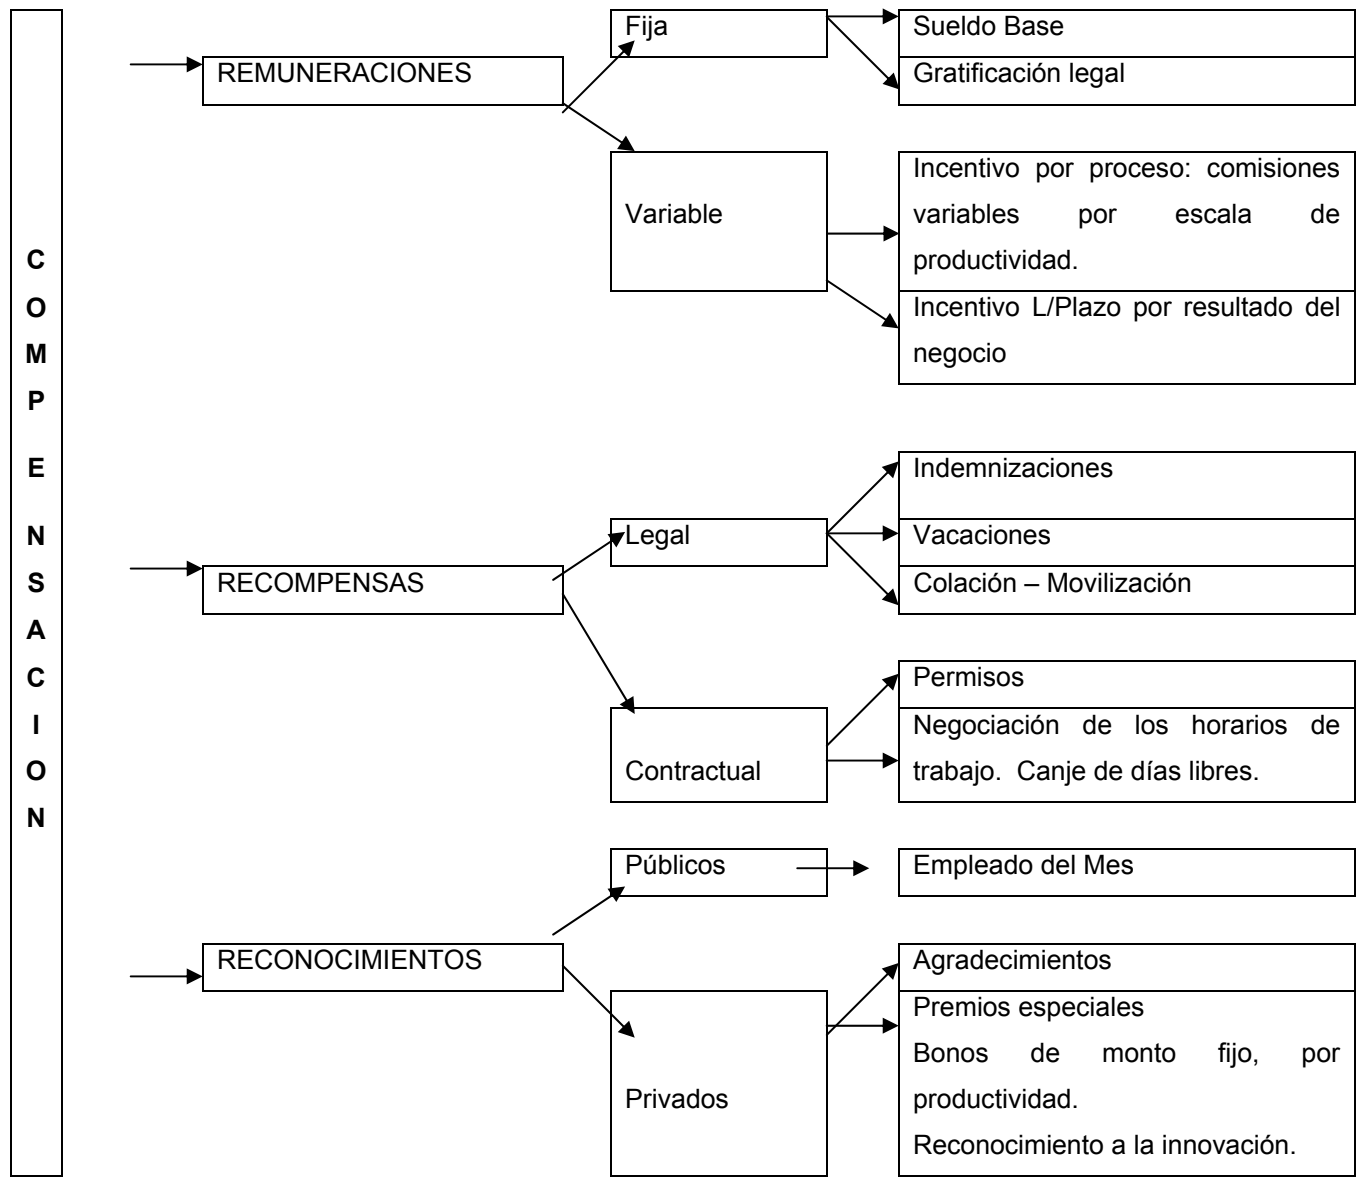 COMPENSACION
REMUNERACIONES
Fija
Sueldo Base
Gratificación legal
Variable
Incentivo por proceso: comisiones
variables por escala de
productividad.
Incentivo L/Plazo por resultado del
negocio
RECOMPENSAS
Legal
Indemnizaciones
Vacaciones
Colación – Movilización
Contractual
Permisos
Negociación de los horarios de
trabajo. Canje de días libres.
RECONOCIMIENTOS
Públicos
Empleado del Mes
Privados
Agradecimientos
Premios especiales
Bonos de monto fijo, por
productividad.
Reconocimiento a la innovación.